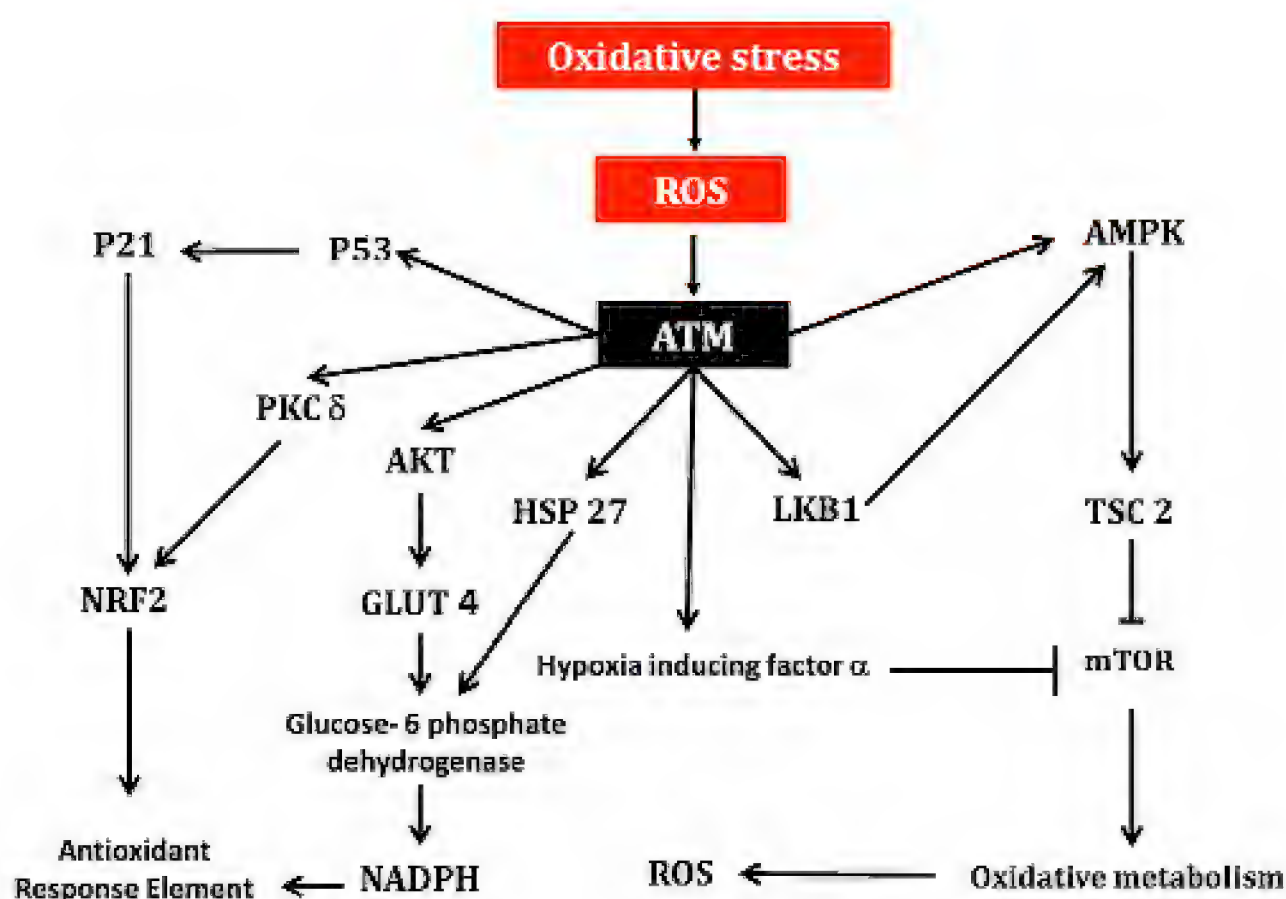 Oxidative stress
ROS
P21
P53
AMPK
ATM
PKC δ
AKT
HSP 27
LKB1
TSC 2
NRF2
GLUT 4
Hypoxia inducing factor α
mTOR
Glucose- 6 phosphate
dehydrogenase
Antioxidant
Response Element
NADPH
ROS
Oxidative metabolism